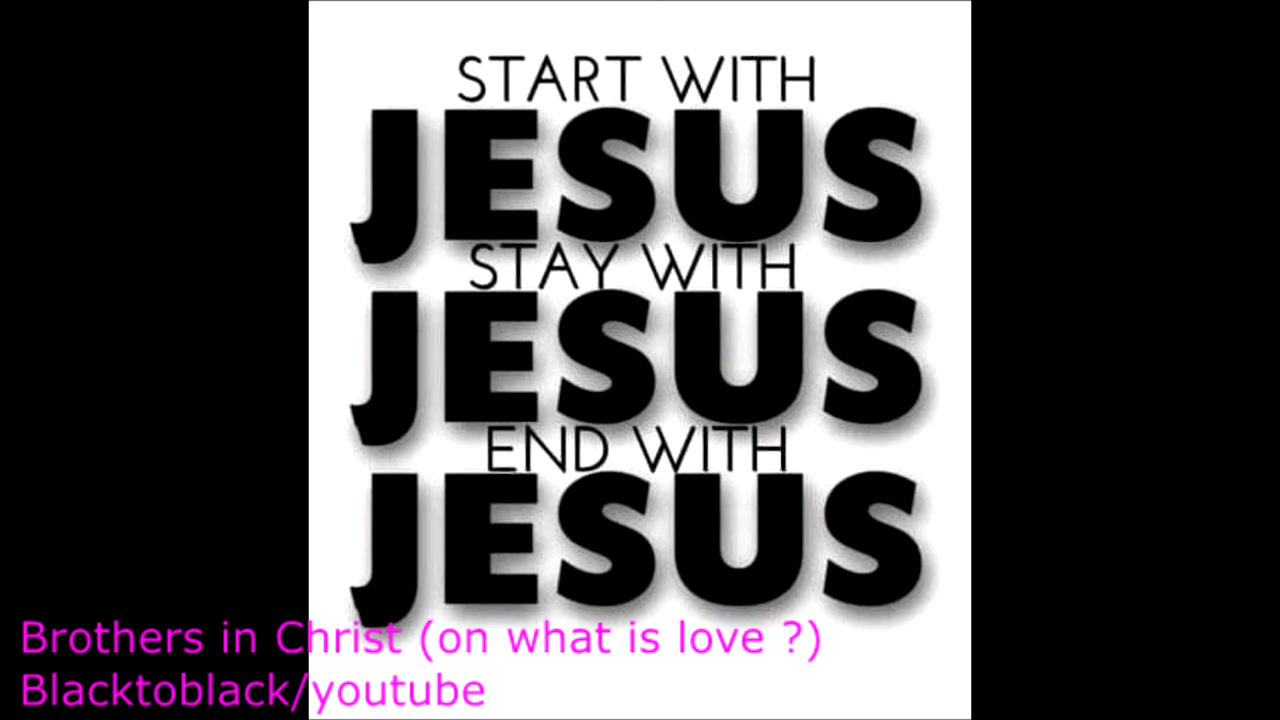 START WITH
JESUS
STAY WITH
JESUS
END WITH
JESUS
Brothers in Christ (on what is love ?)
Blacktoblack/youtube